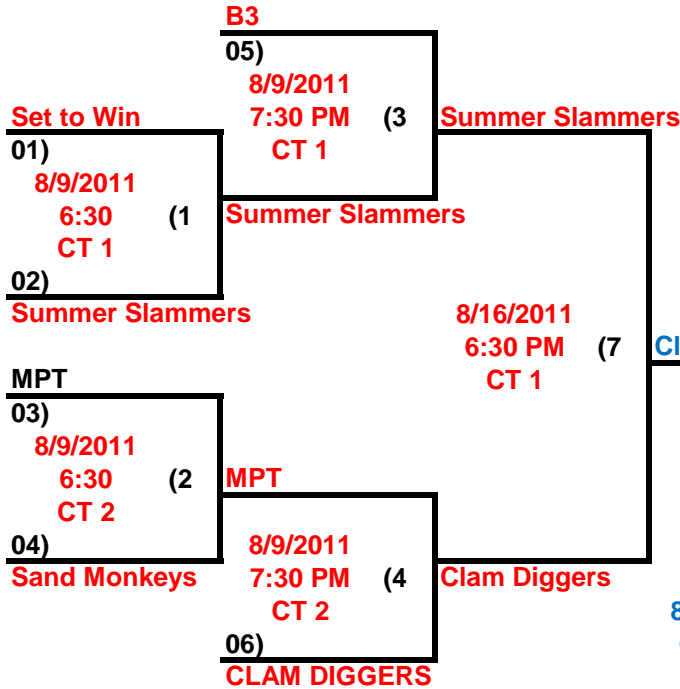 B3
05)
8/9/2011
7:30 PM (3
CT 1
Set to Win
01)
8/9/2011
6:30 (1
CT 1
02)
Summer Slammers
Summer Slammers
Summer Slammers
8/16/2011
6:30 PM (7
CT 1
MPT
03)
8/9/2011
6:30 (2
CT 2
04)
Sand Monkeys
MPT
8/9/2011
7:30 PM (4
CT 2
06)
CLAM DIGGERS
Clam Diggers
Cl
8